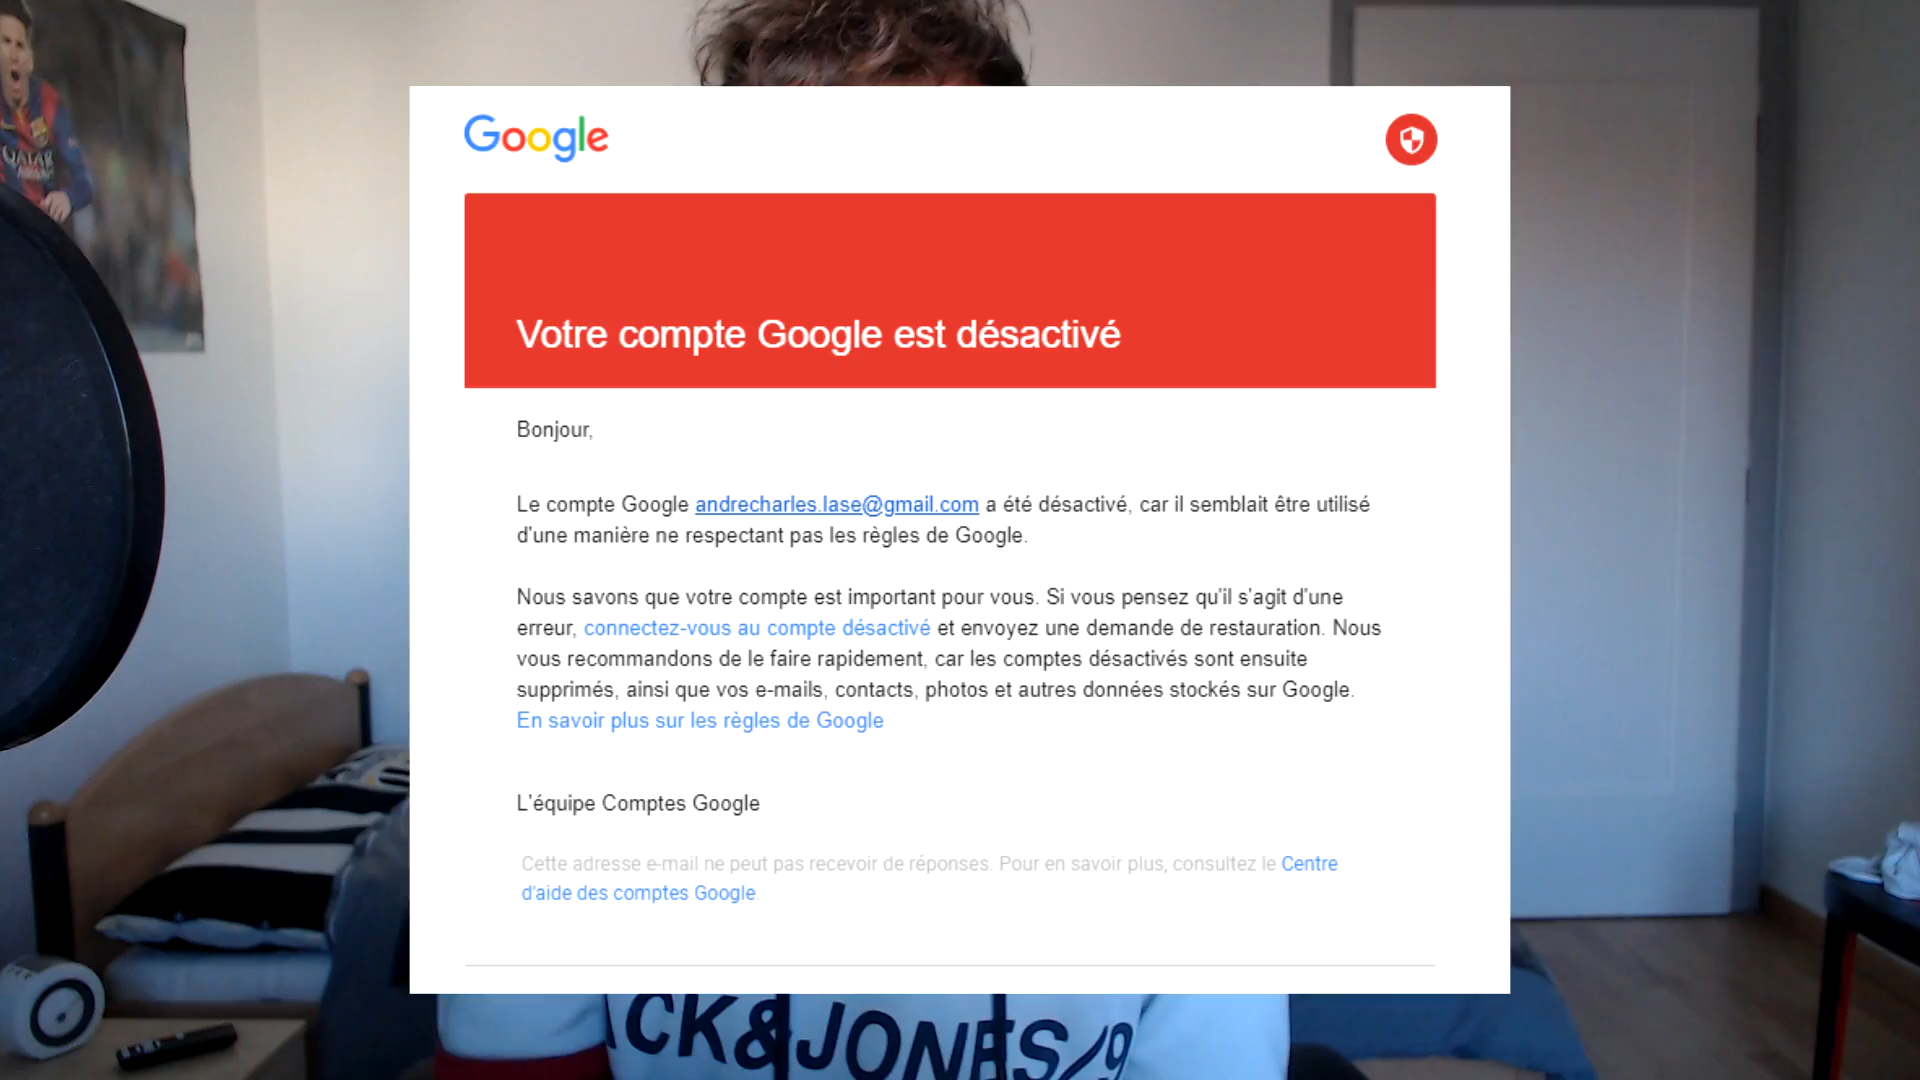 QATAR
AIRWAYS
Google
Votre compte Google est désactivé
Bonjour,
Le compte Google andrecharles.lase@gmail.com a été désactivé, car il semblait être utilisé
d'une manière ne respectant pas les règles de Google.
Nous savons que votre compte est important pour vous. Si vous pensez qu'il s'agit d'une
erreur, connectez-vous au compte désactivé et envoyez une demande de restauration. Nous
vous recommandons de le faire rapidement, car les comptes désactivés sont ensuite
supprimés, ainsi que vos e-mails, contacts, photos et autres données stockés sur Google.
En savoir plus sur les règles de Google
L'équipe Comptes Google
Cette adresse e-mail ne peut pas recevoir de réponses. Pour en savoir plus, consultez le Centre
d'aide des comptes Google.
CK&JONES/9